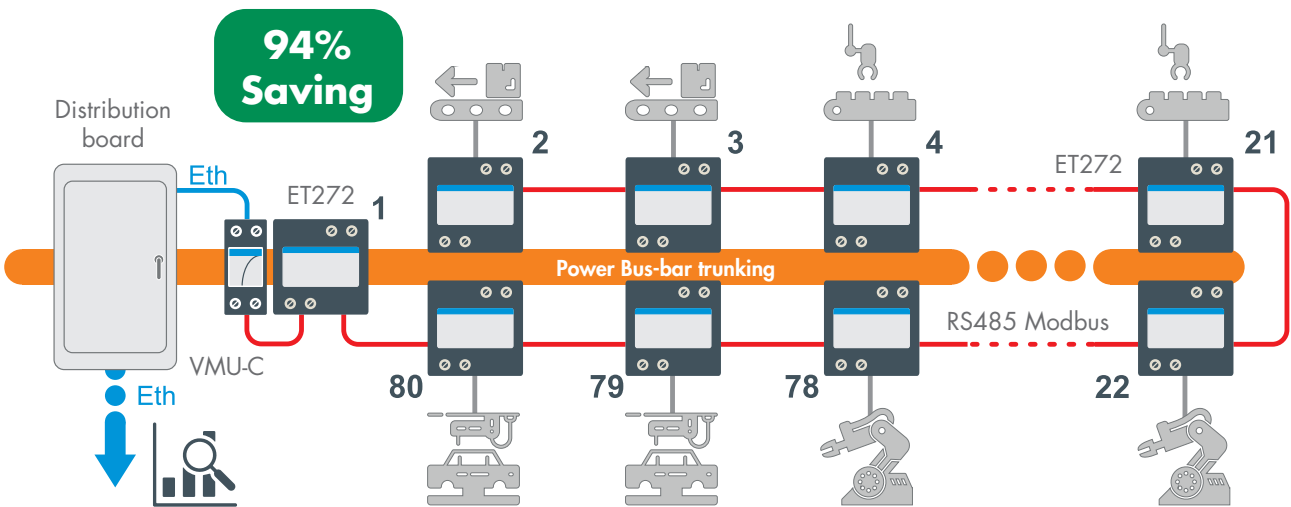 94%
Saving
Distribution
board
Eth
ET272
1
2
3
4
ET272
21
Power Bus-bar trunking
RS485 Modbus
VMU-C
80
79
78
22
Eth